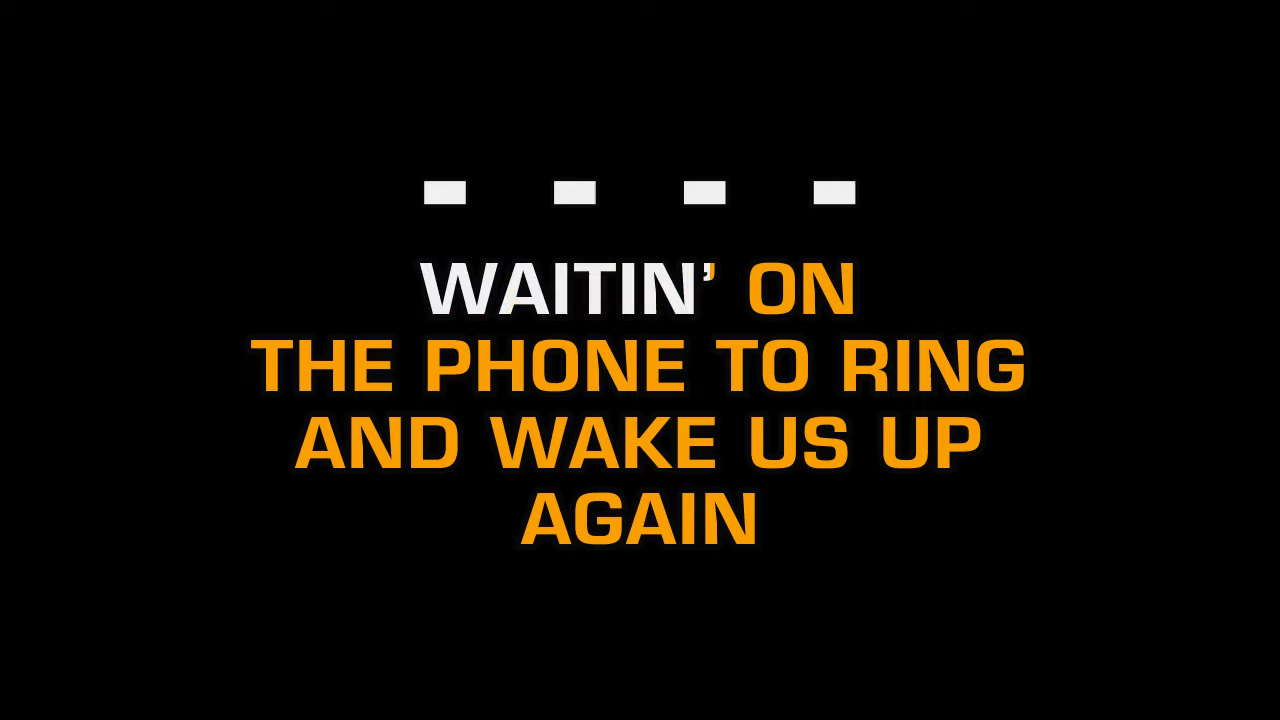 WAITIN’ ON
THE PHONE TO RING
AND WAKE US UP
AGAIN